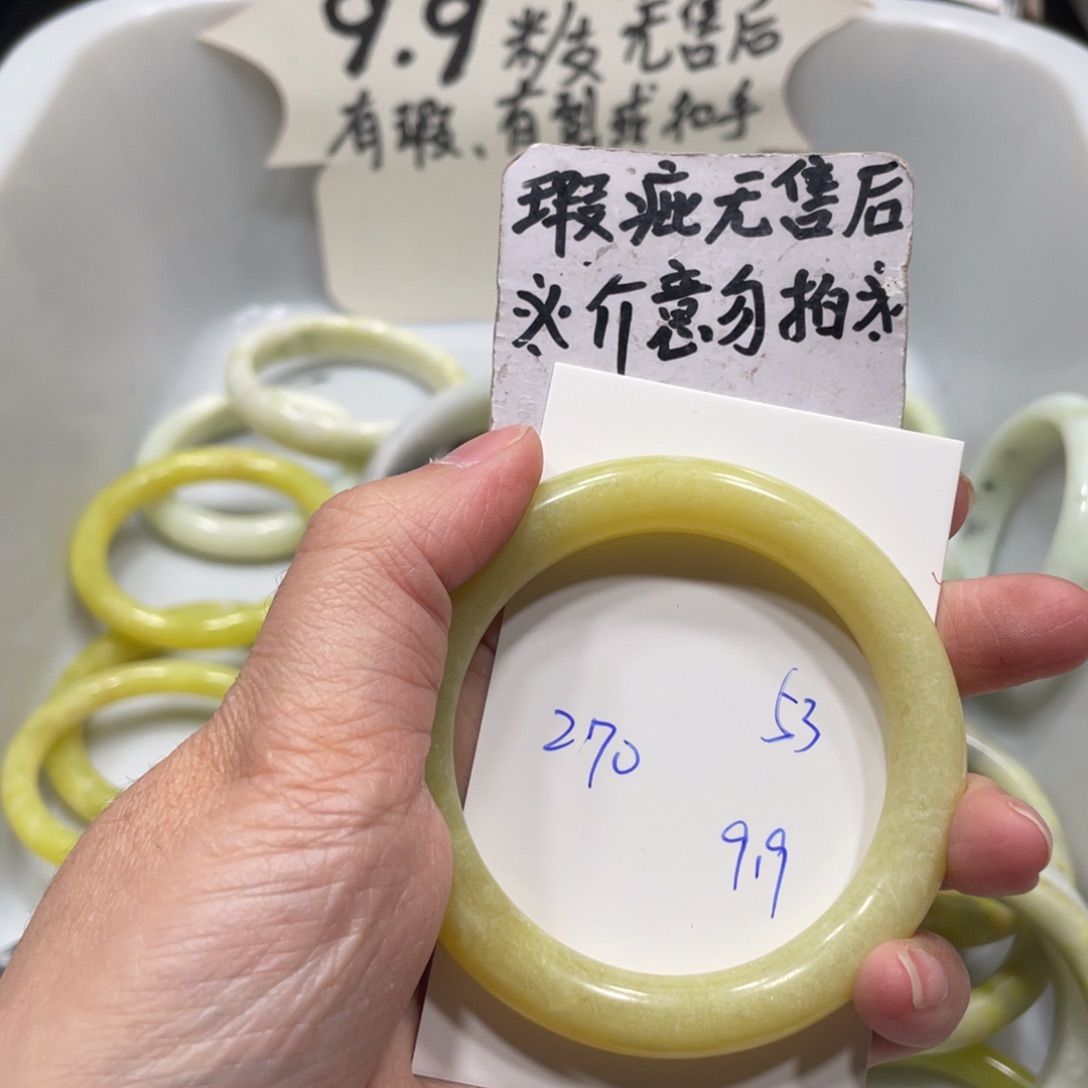 9.9 米/支 无售后
有瑕、有裂或扣手
瑕疵无售后
※介意勿拍※
270 53
9.9